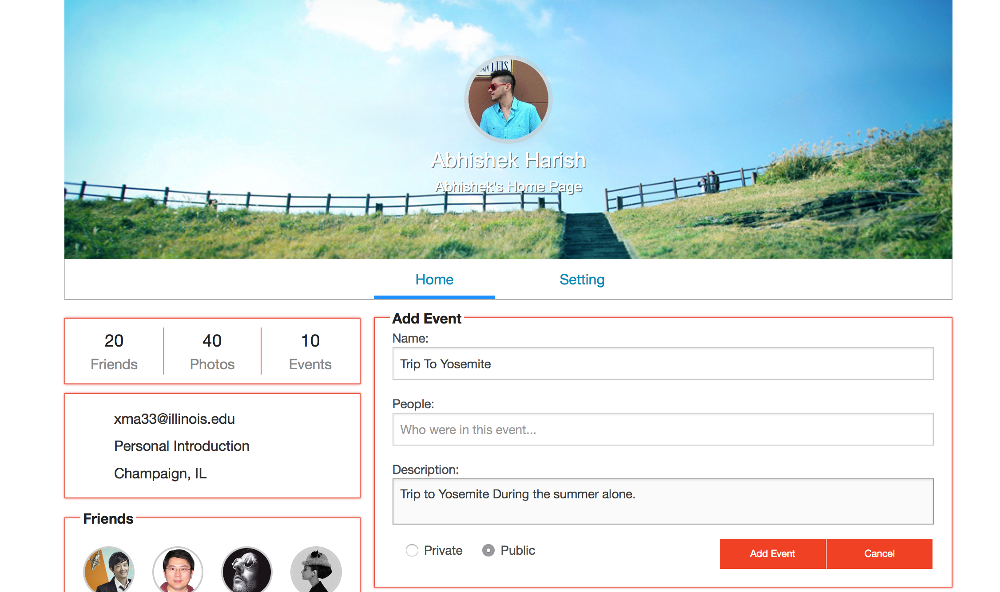 AN LUIS
Abhishek Harish
Abhishek's Home Page
Home
Setting
20
Friends
40
Photos
10
Events
xma33@illinois.edu
Personal Introduction
Champaign, IL
Friends
Add Event
Name:
Trip To Yosemite
People:
Who were in this event...
Description:
Trip to Yosemite During the summer alone.
Private
Public
Add Event
Cancel